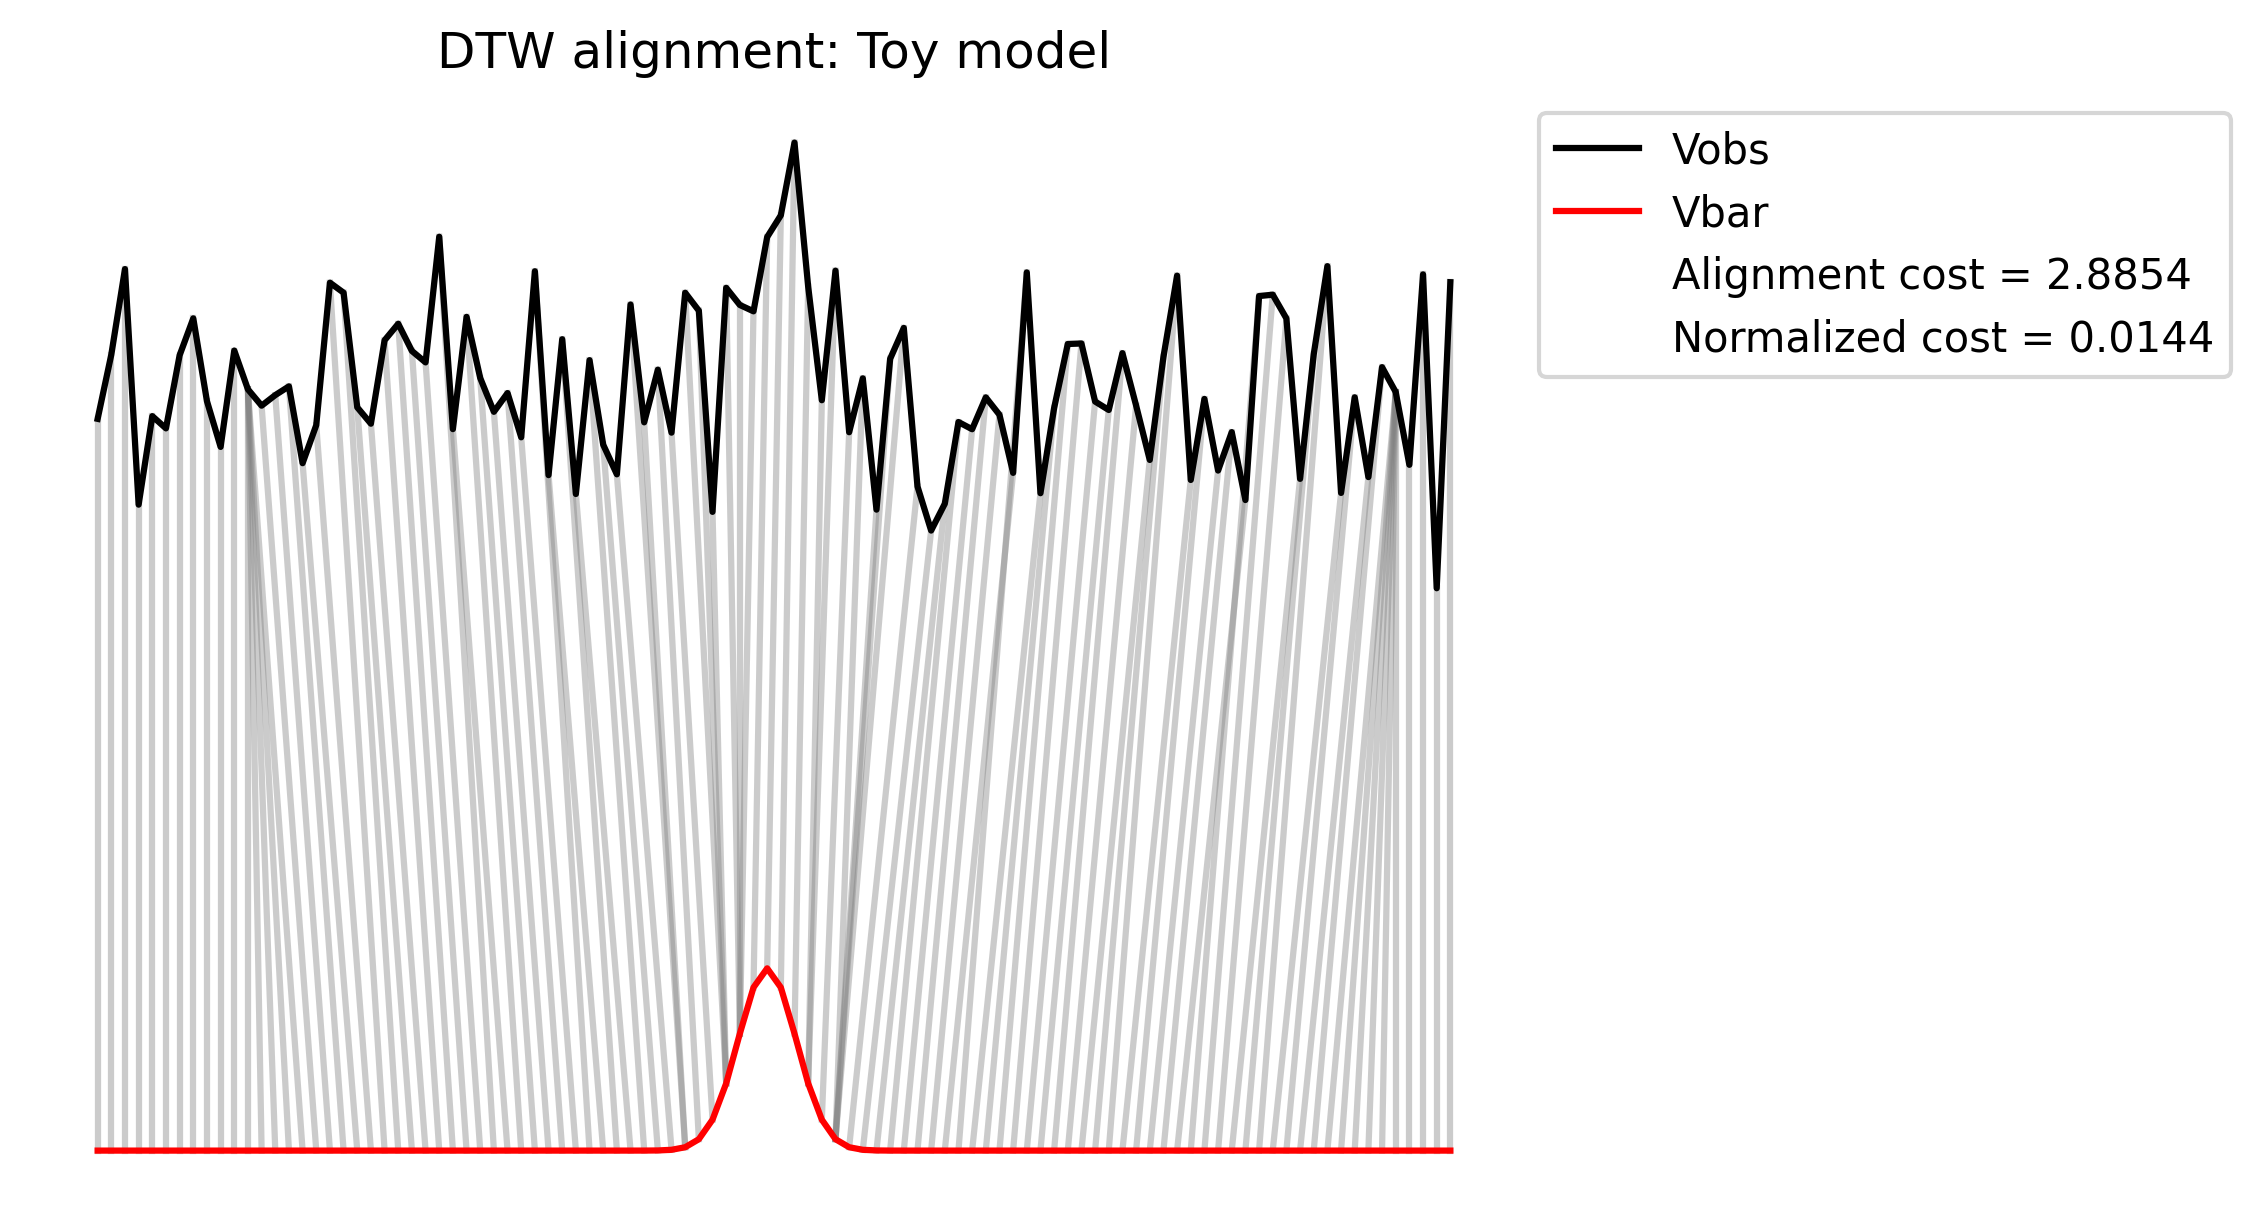 DTW alignment: Toy model
Vobs
Vbar
Alignment cost = 2.8854
Normalized cost = 0.0144